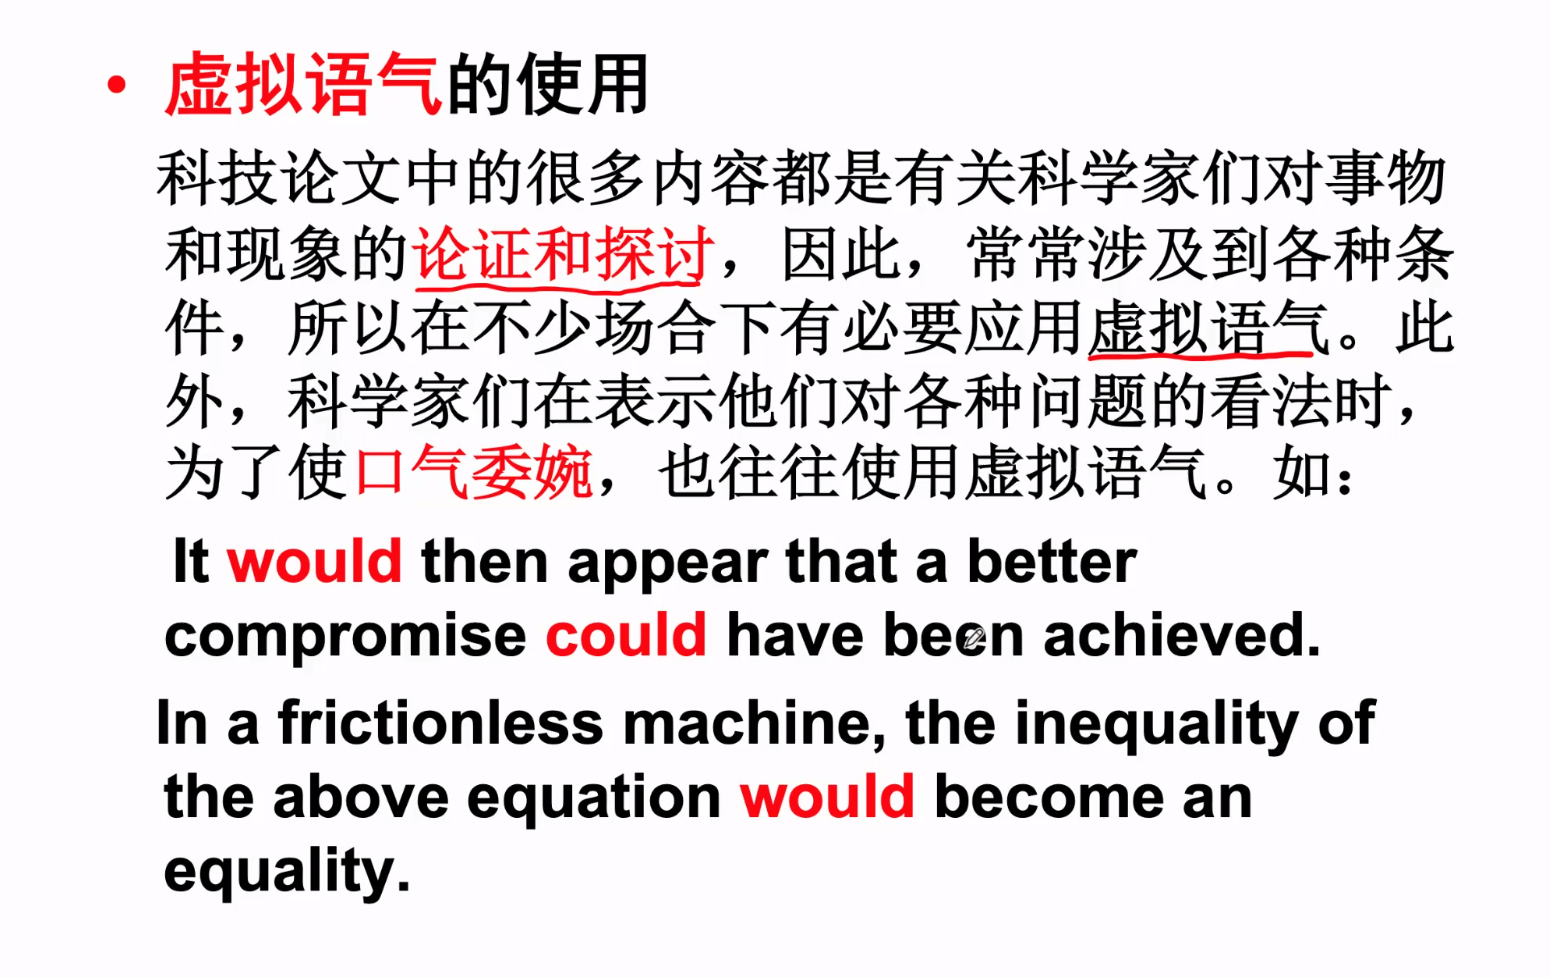 • 虚拟语气的使用
科技论文中的很多内容都是有关科学家们对事物
和现象的论证和探讨，因此，常常涉及到各种条
件，所以在不少场合下有必要应用虚拟语气。此
外，科学家们在表示他们对各种问题的看法时，
为了使口气委婉，也往往使用虚拟语气。如：
It would then appear that a better
compromise could have been achieved.
In a frictionless machine, the inequality of
the above equation would become an
equality.